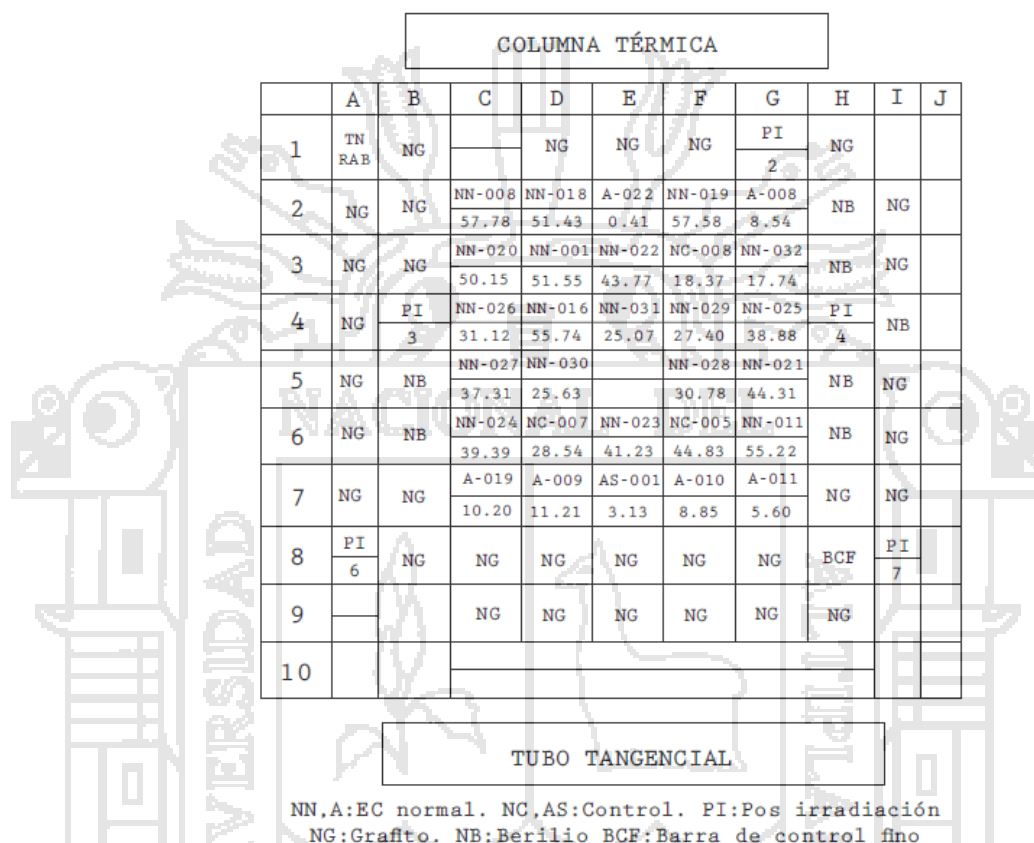 COLUMNA TÉRMICA
A B C D E F G H I J
1 TN RAB NG NG NG NG PI 2 NG
2 NG NG NN-008 NN-018 A-022 NN-019 A-008 NB NG
57.78 51.43 0.41 57.58 8.54
3 NG NG NN-020 NN-001 NN-022 NC-008 NN-032 NB NG
50.15 51.55 43.77 18.37 17.74
4 NG PI 3 NN-026 NN-016 NN-031 NN-029 NN-025 PI 4 NB
31.12 55.74 25.07 27.40 38.88
5 NG NB NN-027 NN-030 NN-028 NN-021 NB NG
37.31 25.63 30.78 44.31
6 NG NB NN-024 NC-007 NN-023 NC-005 NN-011 NB NG
39.39 28.54 41.23 44.83 55.22
7 NG NG A-019 A-009 AS-001 A-010 A-011 NG NG
10.20 11.21 3.13 8.85 5.60
8 PI 6 NG NG NG NG NG NG BCF PI 7
9 NG NG NG NG NG NG
10
TUBO TANGENCIAL
NN,A:EC normal. NC,AS:Control. PI:Pos irradiación
NG:Grafito. NB:Berilio BCF:Barra de control fino
NACIONAL DEL
ALTIPLA
VERSIDAD